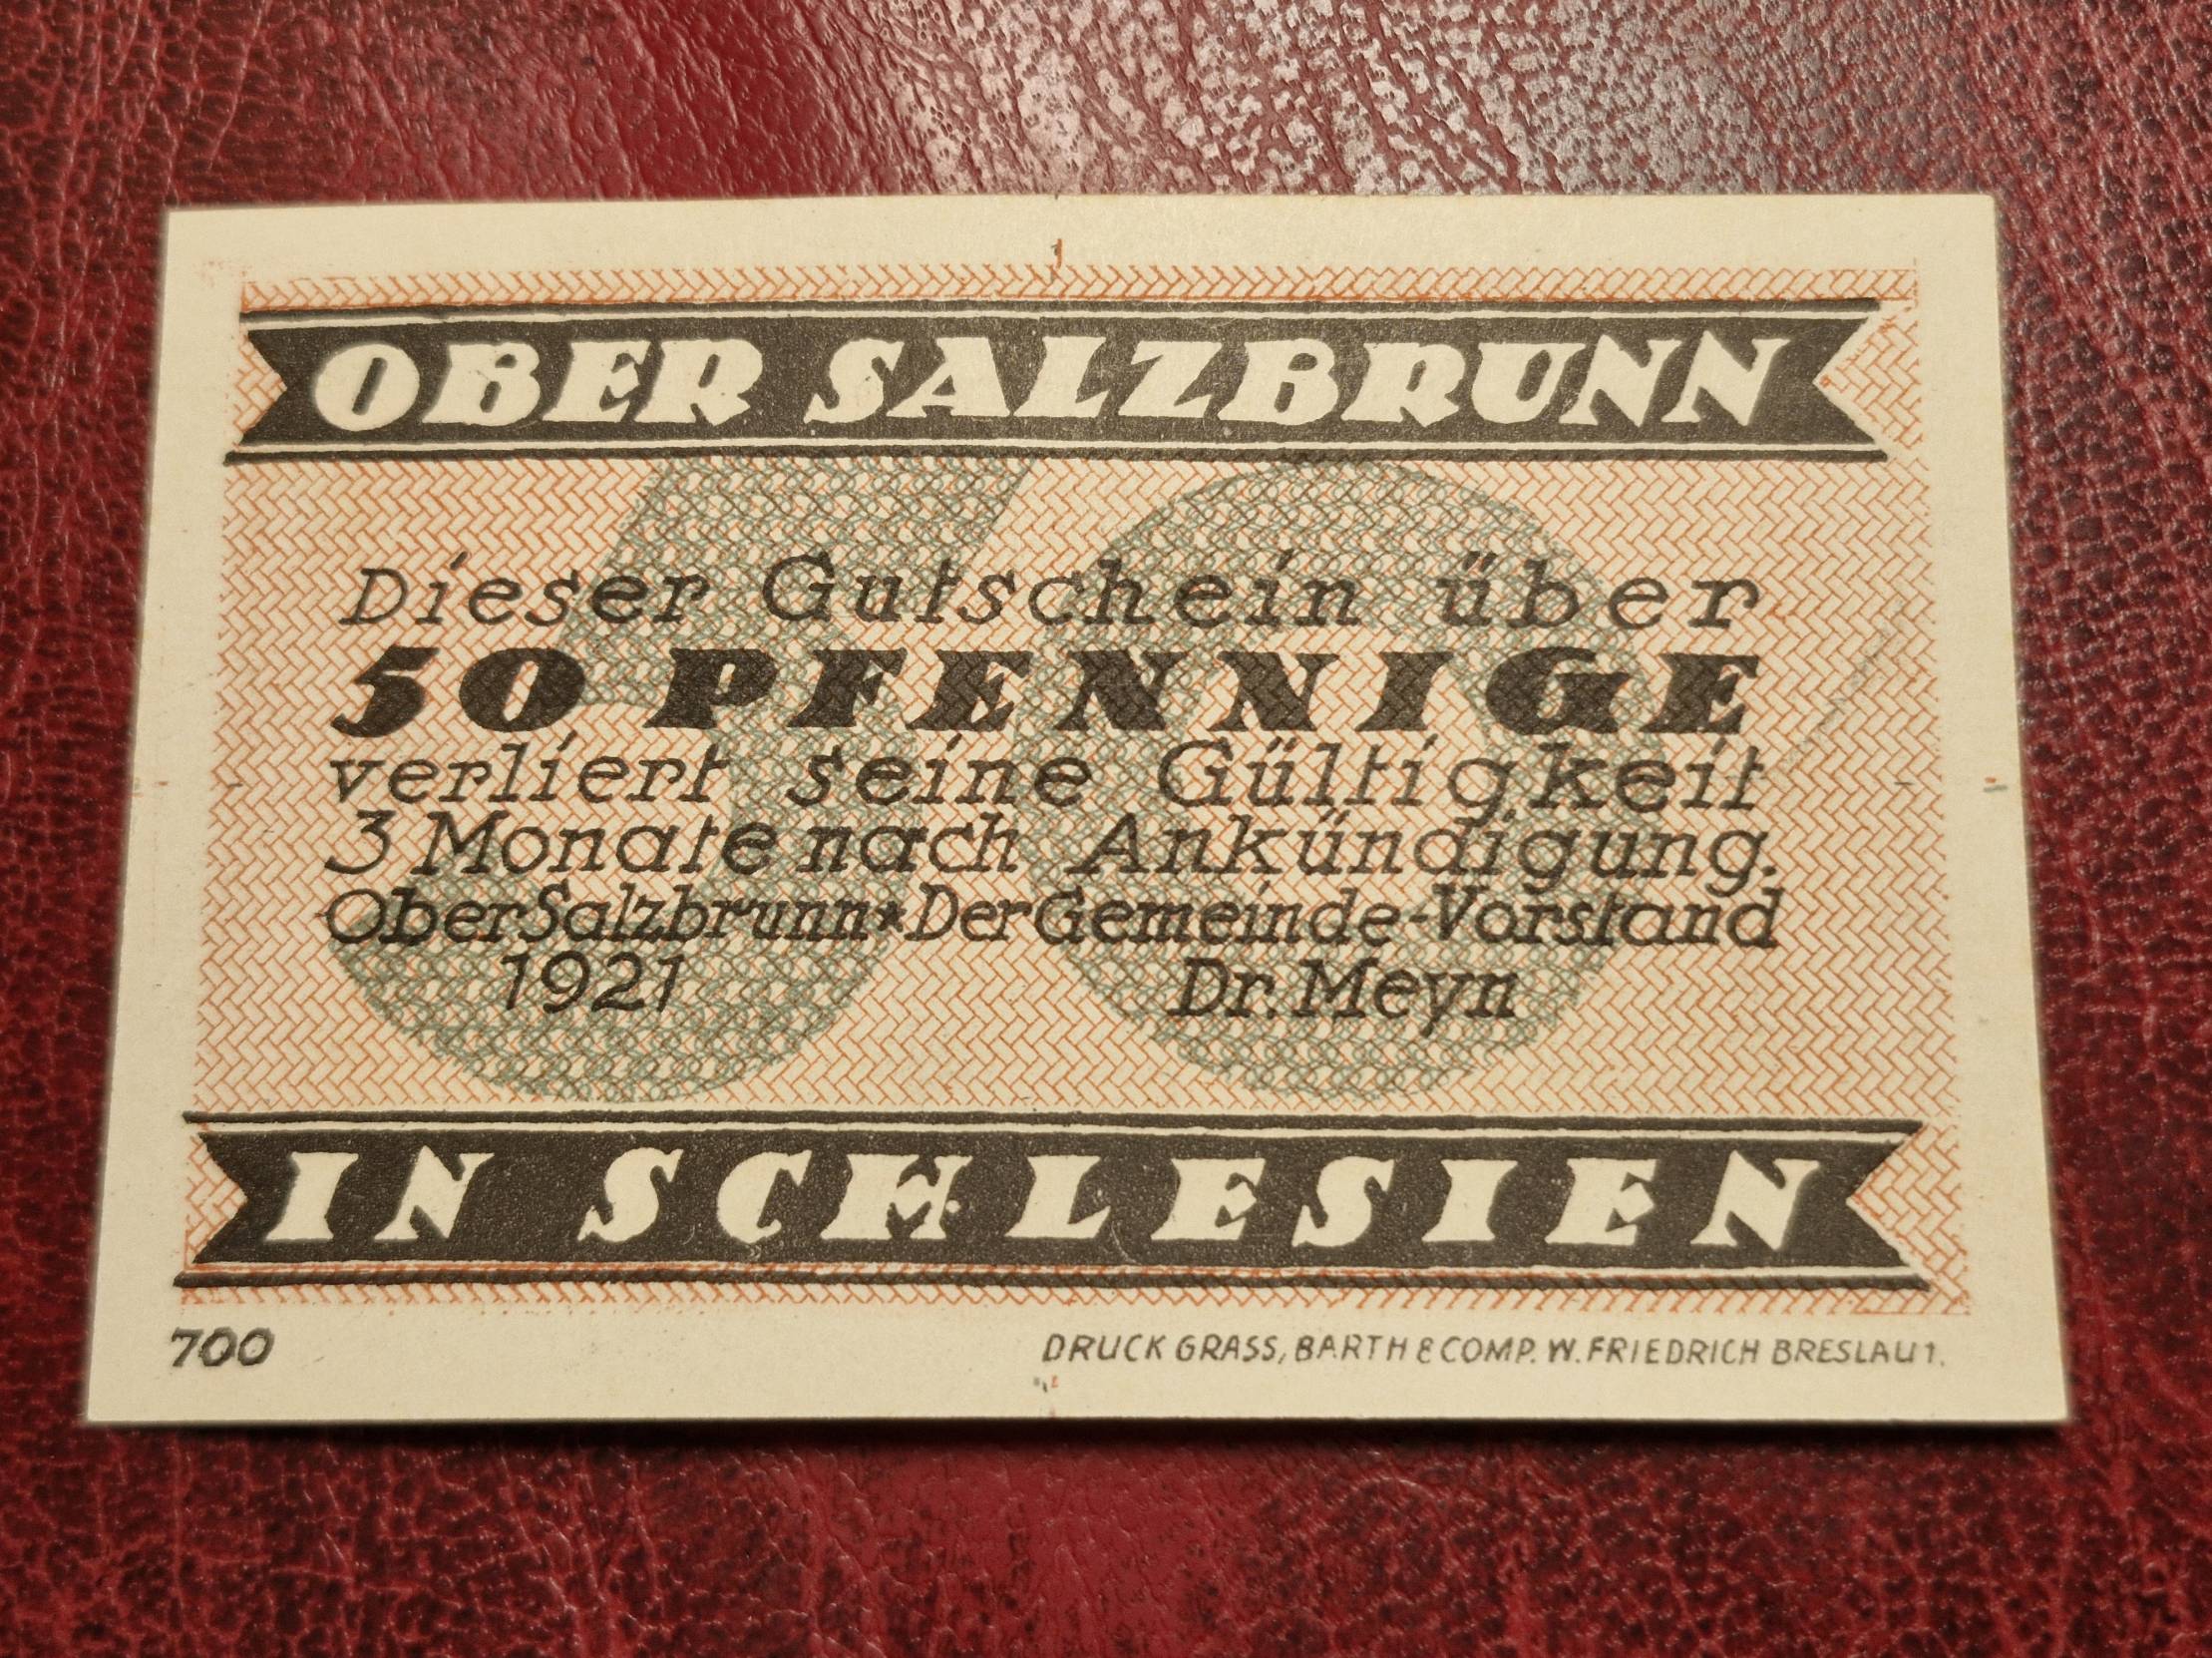 OBER SALZBRUNN
Dieser Gutschein über
50 PFENNIGE
verliert seine Gültigkeit
3 Monate nach Ankündigung.
Ober Salzbrunn * Der Gemeinde-Vorstand
1921 Dr. Meyn
IN SCHLESIEN
700 DRUCK GRASS, BARTH & COMP. W. FRIEDRICH BRESLAU 1.